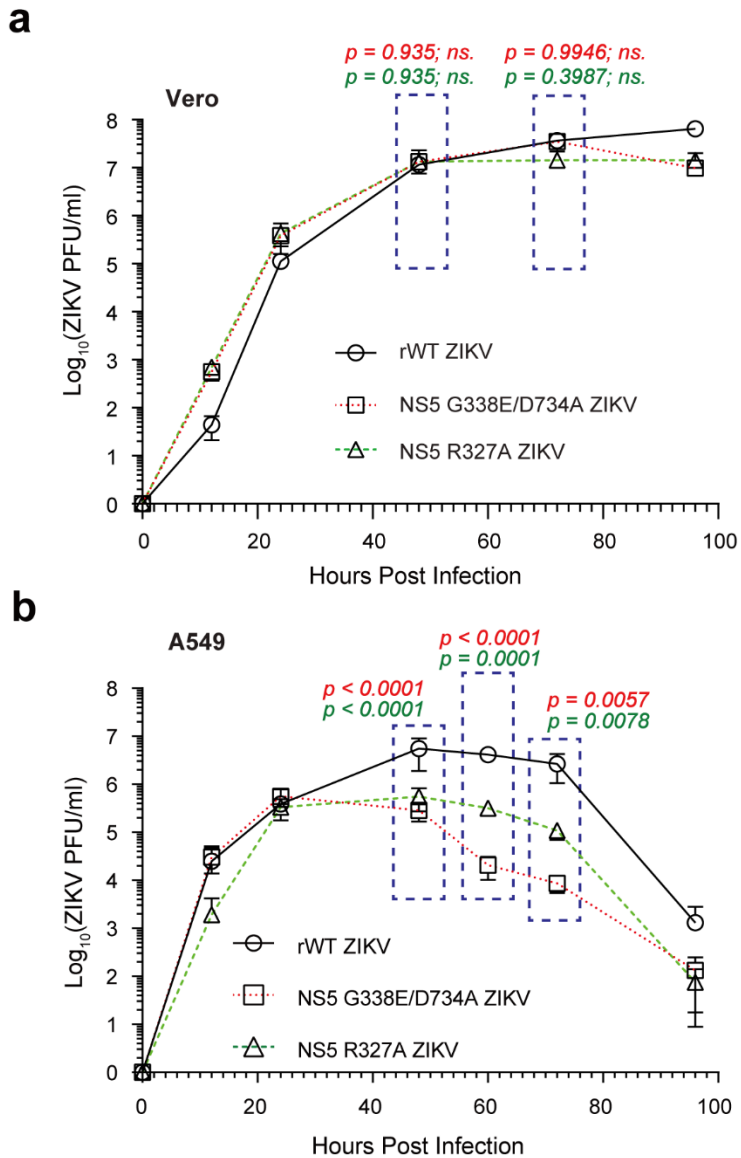 a
p = 0.935; ns.
p = 0.9946; ns.
p = 0.935; ns.
p = 0.3987; ns.
Vero
8
7
6
5
4
3
2
1
0
Log10(ZIKV PFU/ml)
rWT ZIKV
NS5 G338E/D734A ZIKV
NS5 R327A ZIKV
0
20
40
60
80
100
Hours Post Infection
b
A549
p < 0.0001
p = 0.0001
p < 0.0001
p < 0.0001
p = 0.0057
p = 0.0078
8
7
6
5
4
3
2
1
0
Log10(ZIKV PFU/ml)
rWT ZIKV
NS5 G338E/D734A ZIKV
NS5 R327A ZIKV
0
20
40
60
80
100
Hours Post Infection